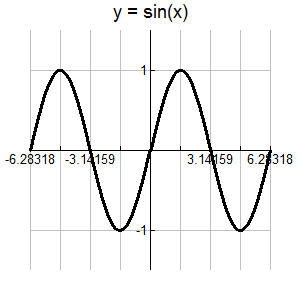 y = sin(x)
1
-6.28318 -3.14159 3.14159 6.28318
-1